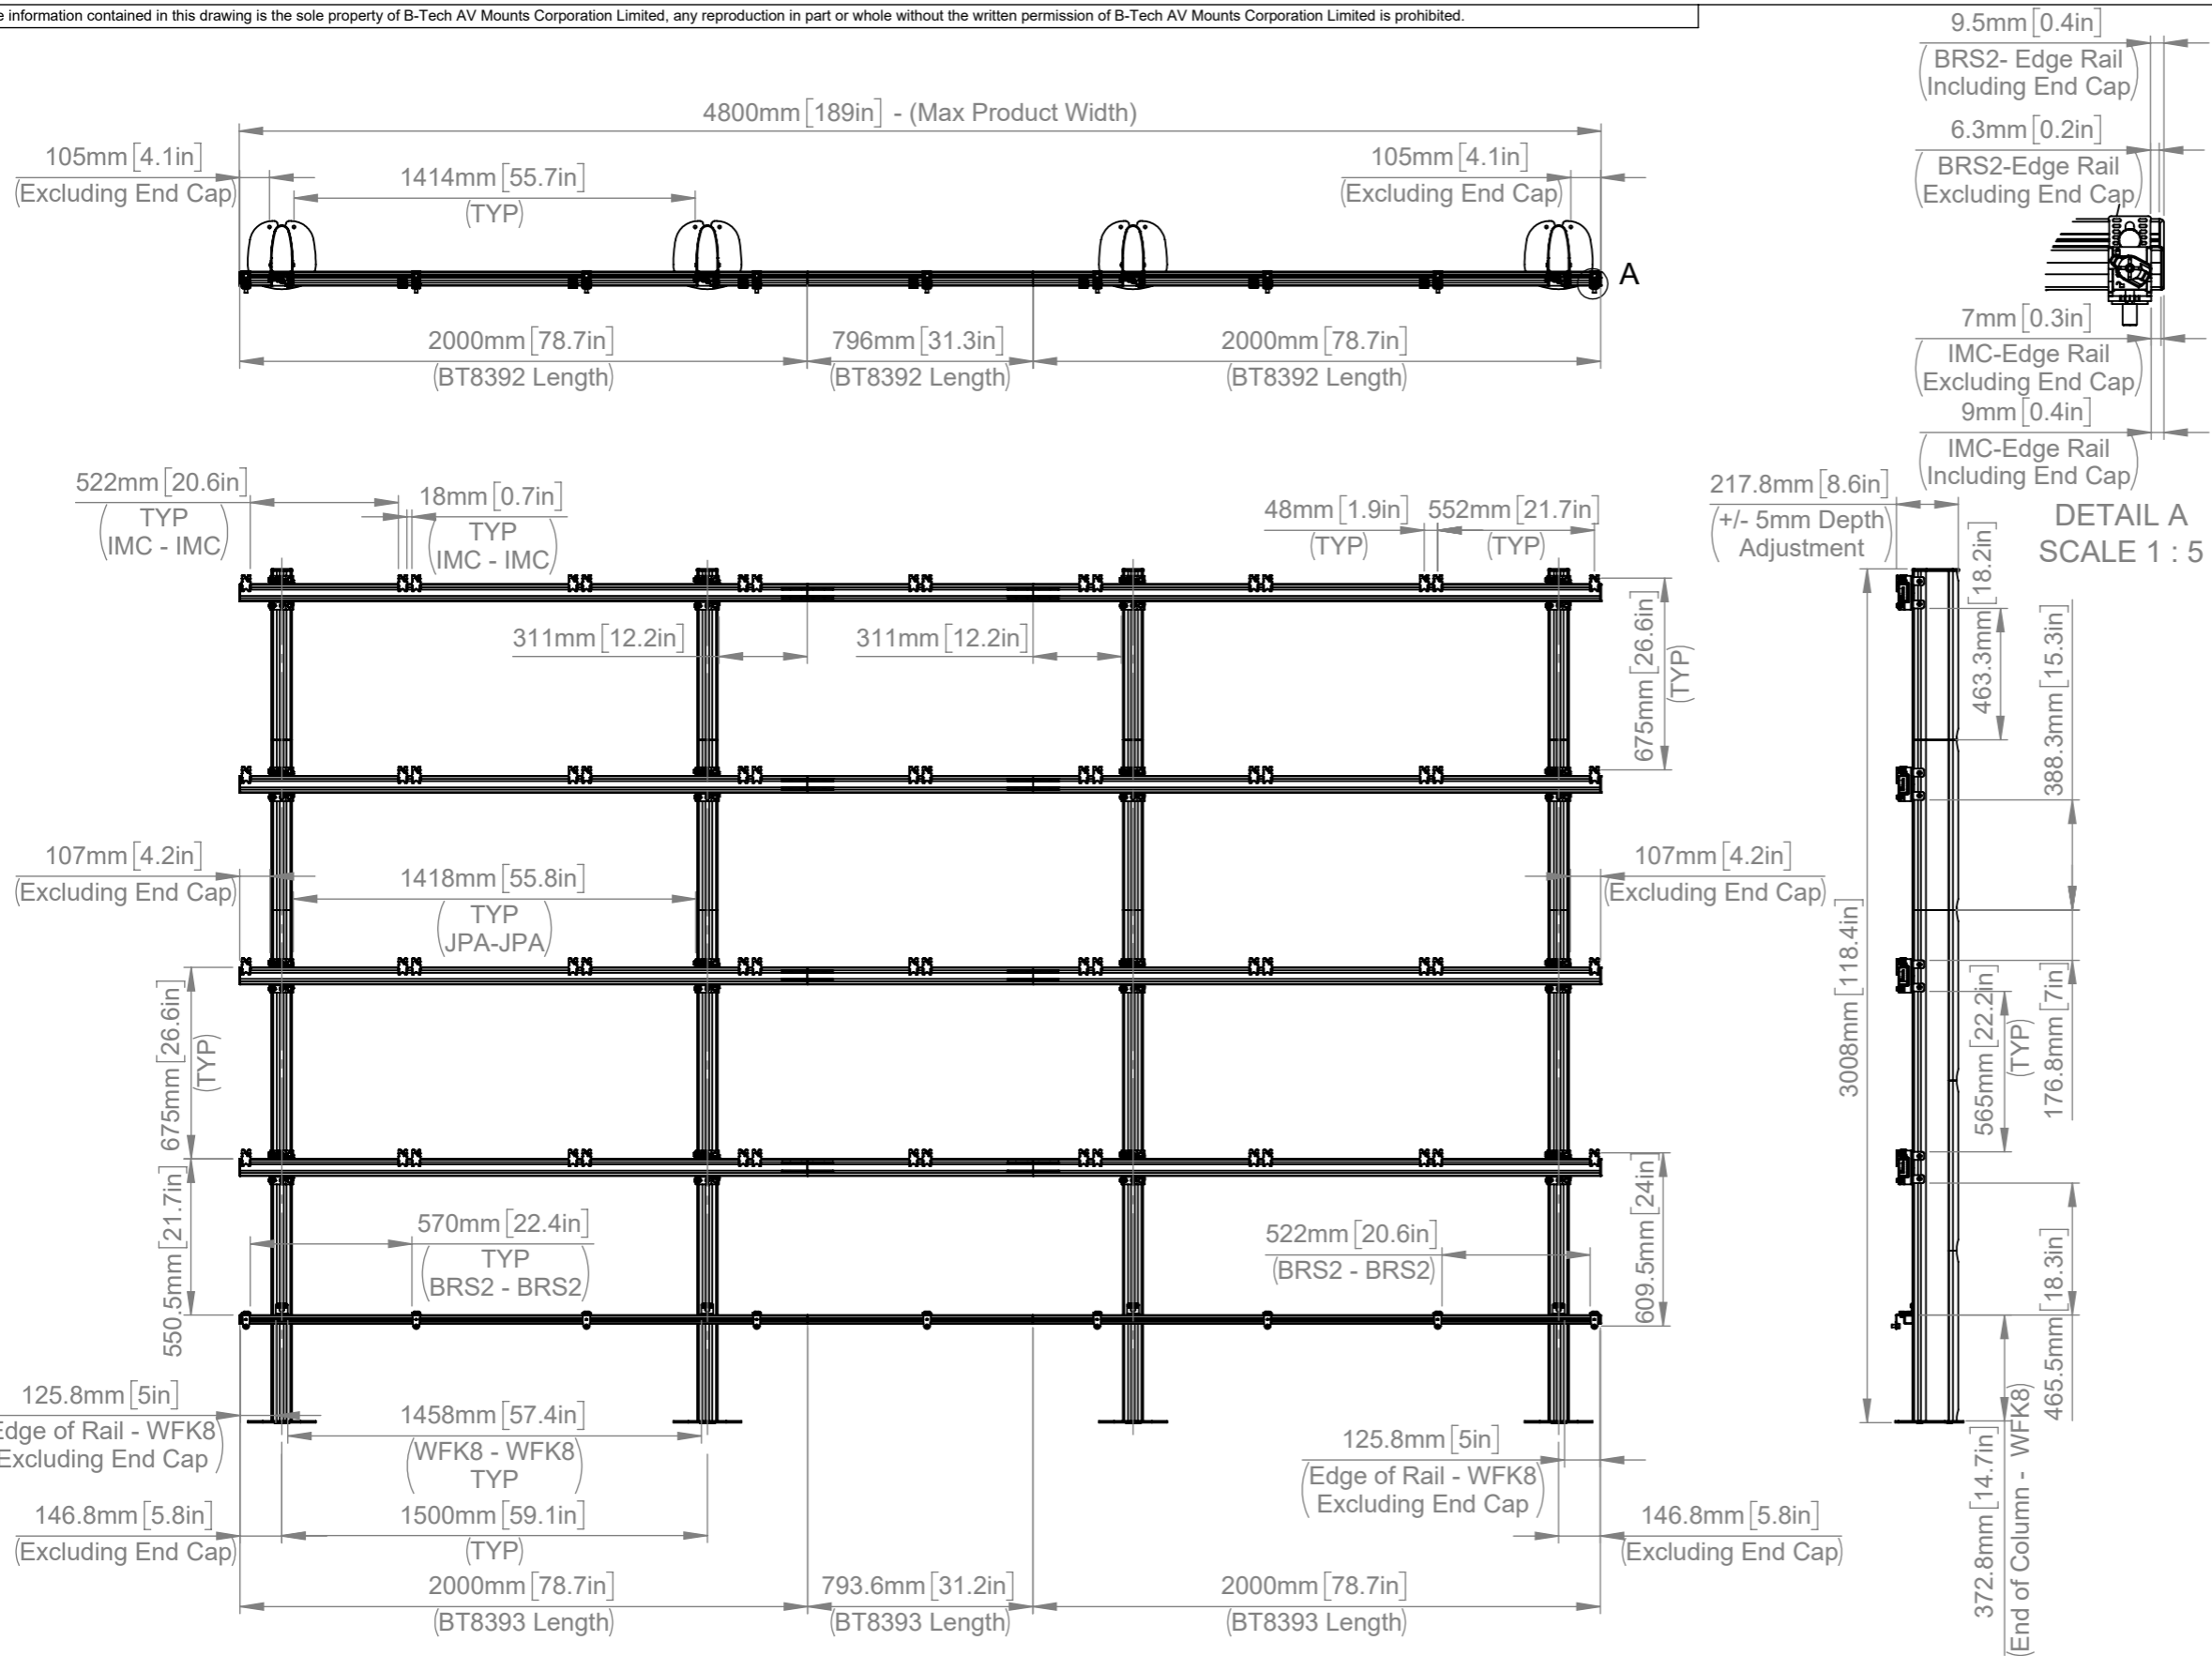 e information contained in this drawing is the sole property of B-Tech AV Mounts Corporation Limited, any reproduction in part or whole without the written permission of B-Tech AV Mounts Corporation Limited is prohibited.
9.5mm [0.4in]
(BRS2- Edge Rail
Including End Cap)
4800mm [189in] - (Max Product Width)
6.3mm [0.2in]
(BRS2-Edge Rail
Excluding End Cap)
105mm [4.1in]
(Excluding End Cap)
1414mm [55.7in]
(TYP)
105mm [4.1in]
(Excluding End Cap)
A
2000mm [78.7in]
(BT8392 Length)
796mm [31.3in]
(BT8392 Length)
2000mm [78.7in]
(BT8392 Length)
7mm [0.3in]
(IMC-Edge Rail
Excluding End Cap)
9mm [0.4in]
(IMC-Edge Rail
Including End Cap)
DETAIL A
SCALE 1 : 5
522mm [20.6in]
(TYP
IMC - IMC)
18mm [0.7in]
(TYP
IMC - IMC)
48mm [1.9in]
(TYP)
552mm [21.7in]
(TYP)
217.8mm [8.6in]
(+/- 5mm Depth
Adjustment)
311mm [12.2in]
311mm [12.2in]
675mm [26.6in]
(TYP)
463.3mm [18.2in]
388.3mm [15.3in]
107mm [4.2in]
(Excluding End Cap)
1418mm [55.8in]
(TYP
JPA-JPA)
107mm [4.2in]
(Excluding End Cap)
3008mm [118.4in]
675mm [26.6in]
(TYP)
565mm [22.2in]
(TYP)
176.8mm [7in]
550.5mm [21.7in]
570mm [22.4in]
(TYP
BRS2 - BRS2)
522mm [20.6in]
(BRS2 - BRS2)
609.5mm [24in]
465.5mm [18.3in]
125.8mm [5in]
Edge of Rail - WFK8
Excluding End Cap)
1458mm [57.4in]
(WFK8 - WFK8
TYP)
125.8mm [5in]
(Edge of Rail - WFK8
Excluding End Cap)
372.8mm [14.7in]
(End of Column - WFK8)
146.8mm [5.8in]
(Excluding End Cap)
1500mm [59.1in]
(TYP)
146.8mm [5.8in]
(Excluding End Cap)
2000mm [78.7in]
(BT8393 Length)
793.6mm [31.2in]
(BT8393 Length)
2000mm [78.7in]
(BT8393 Length)